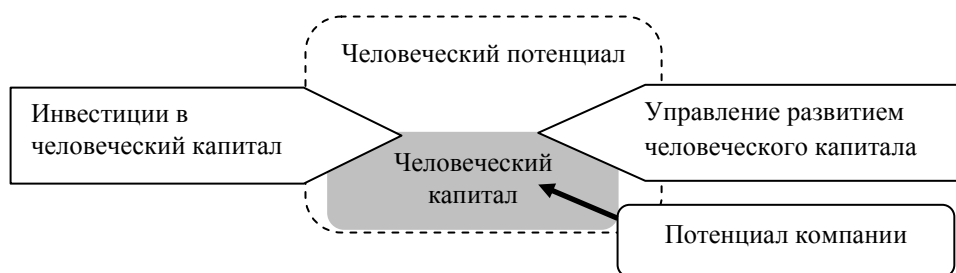 Человеческий потенциал
Инвестиции в
человеческий капитал
Управление развитием
человеческого капитала
Человеческий
капитал
Потенциал компании